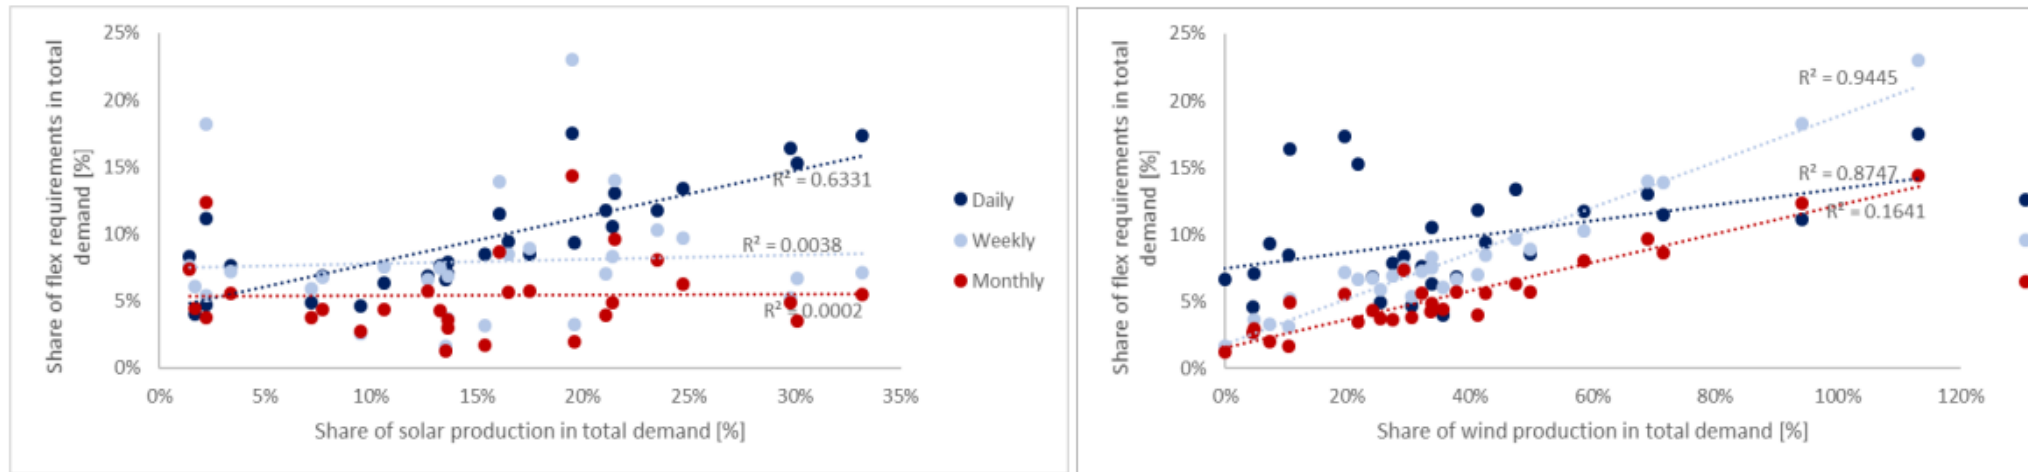 Share of flex requirements in total
demand [%]
25%
20%
15%
10%
5%
0%
0%
5%
10%
15%
20%
25%
30%
35%
Share of solar production in total demand [%]
R² = 0.6331
R² = 0.0038
R² = 0.0002
Daily
Weekly
Monthly
Share of flex requirements in total
demand [%]
25%
20%
15%
10%
5%
0%
0%
20%
40%
60%
80%
100%
120%
Share of wind production in total demand [%]
R² = 0.9445
R² = 0.8747
R² = 0.1641